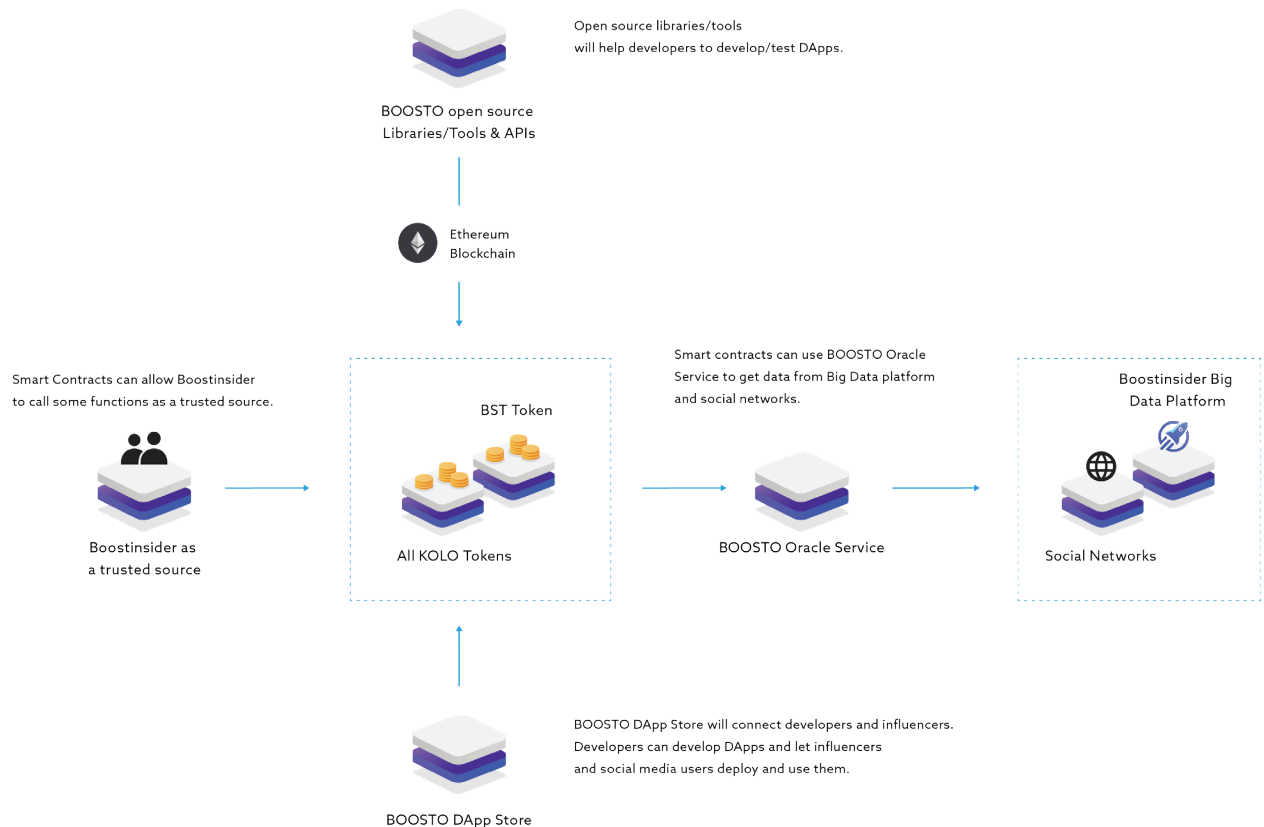 Open source libraries/tools
will help developers to develop/test DApps.
BOOSTO open source
Libraries/Tools & APIs
Ethereum
Blockchain
Smart Contracts can allow Boostinsider
to call some functions as a trusted source.
Boostinsider as
a trusted source
BST Token
All KOLO Tokens
Smart contracts can use BOOSTO Oracle
Service to get data from Big Data platform
and social networks.
BOOSTO Oracle Service
Boostinsider Big
Data Platform
Social Networks
BOOSTO DApp Store will connect developers and influencers.
Developers can develop DApps and let influencers
and social media users deploy and use them.
BOOSTO DApp Store